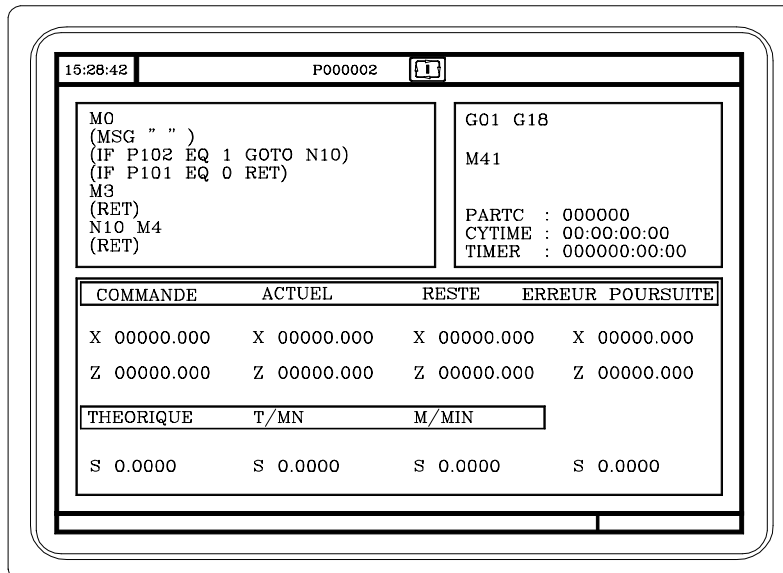 15:28:42 P000002 I
M0
(MSG " " )
(IF P102 EQ 1 GOTO N10)
(IF P101 EQ 0 RET)
M3
(RET)
N10 M4
(RET)
G01 G18
M41
PARTC : 000000
CYTIME : 00:00:00:00
TIMER : 000000:00:00
COMMANDE ACTUEL RESTE ERREUR POURSUITE
X 00000.000 X 00000.000 X 00000.000 X 00000.000
Z 00000.000 Z 00000.000 Z 00000.000 Z 00000.000
THEORIQUE T/MN M/MIN
S 0.0000 S 0.0000 S 0.0000 S 0.0000